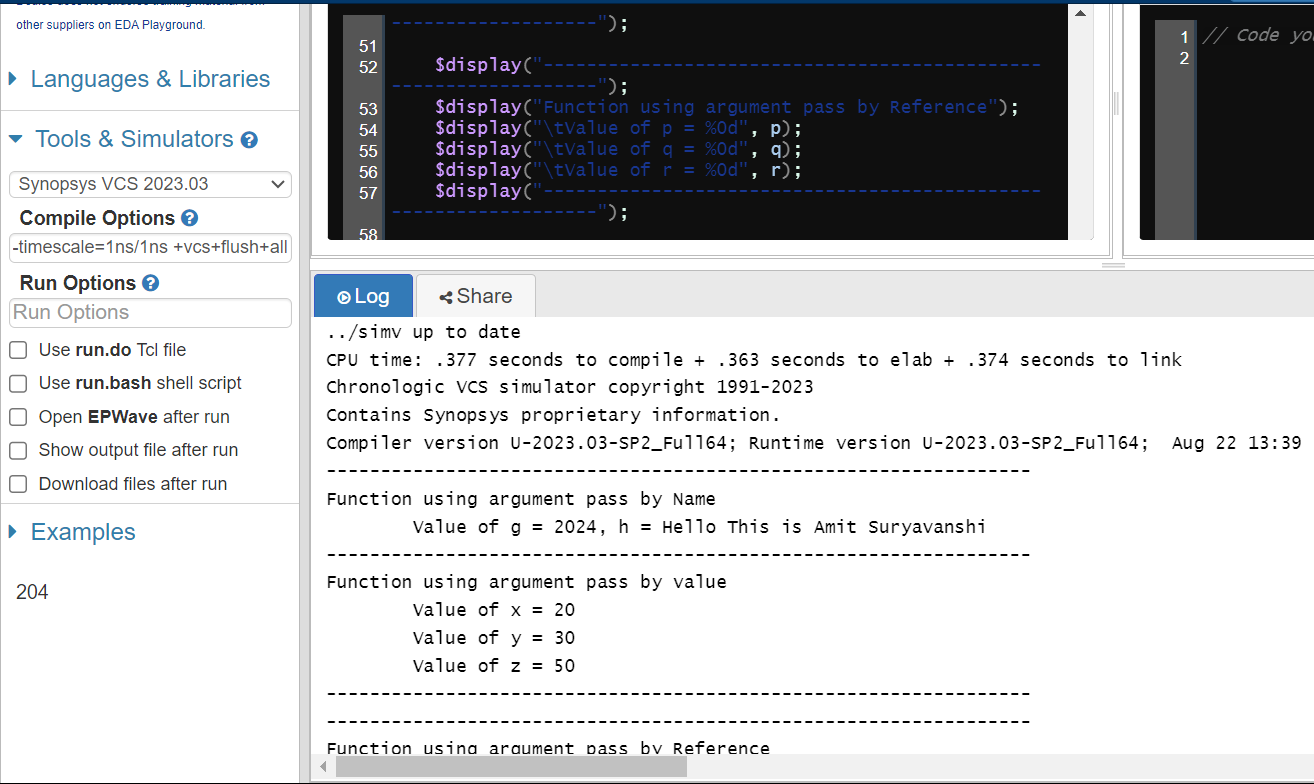 other suppliers on EDA Playground.
Languages & Libraries
Tools & Simulators
Synopsys VCS 2023.03
Compile Options
-timescale=1ns/1ns +vcs+flush+all
Run Options
Run Options
Use run.do Tcl file
Use run.bash shell script
Open EPWave after run
Show output file after run
Download files after run
Examples
204
--------------------");
51
52 $display("-------------------------------------------------
--------------------");
53 $display("Function using argument pass by Reference");
54 $display("\tValue of p = %0d", p);
55 $display("\tValue of q = %0d", q);
56 $display("\tValue of r = %0d", r);
57 $display("-------------------------------------------------
--------------------");
58
1 // Code you
2
Log
Share
../simv up to date
CPU time: .377 seconds to compile + .363 seconds to elab + .374 seconds to link
Chronologic VCS simulator copyright 1991-2023
Contains Synopsys proprietary information.
Compiler version U-2023.03-SP2_Full64; Runtime version U-2023.03-SP2_Full64;  Aug 22 13:39
-----------------------------------------------------------------
Function using argument pass by Name
Value of g = 2024, h = Hello This is Amit Suryavanshi
-----------------------------------------------------------------
Function using argument pass by value
Value of x = 20
Value of y = 30
Value of z = 50
-----------------------------------------------------------------
-----------------------------------------------------------------
Function using argument pass by Reference